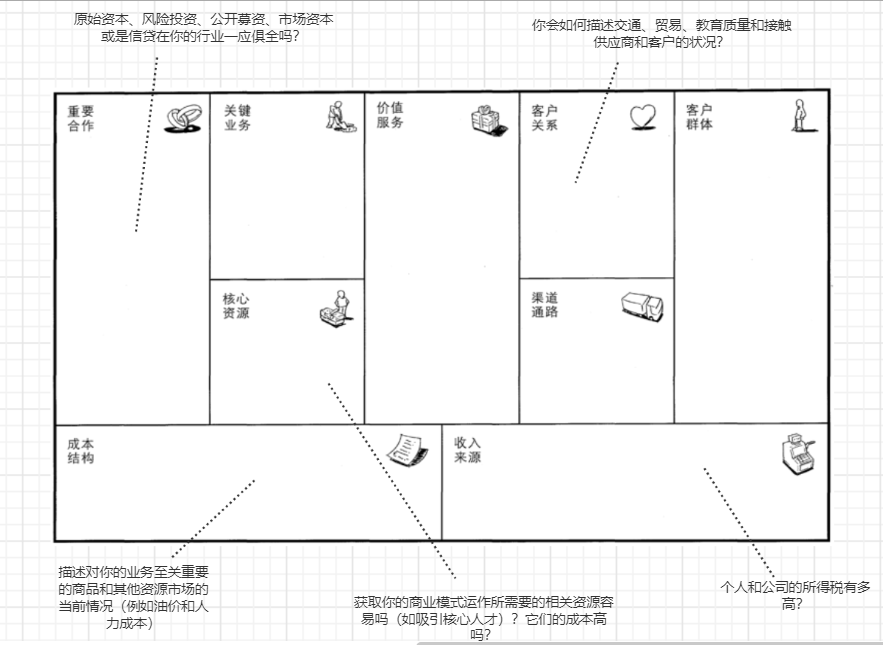 原始资本、风险投资、公开募资、市场资本
或是信贷在你的行业一应俱全吗?
你会如何描述交通、贸易、教育质量和接触
供应商和客户的状况?
重要
合作
关键
业务
价值
服务
客户
关系
客户
群体
核心
资源
渠道
通路
成本
结构
收入
来源
描述对你的业务至关重要
的商品和其他资源市场的
当前情况（例如油价和人
力成本）
获取你的商业模式运作所需要的相关资源容
易吗（如吸引核心人才）？它们的成本高
吗?
个人和公司的所得税有多
高?